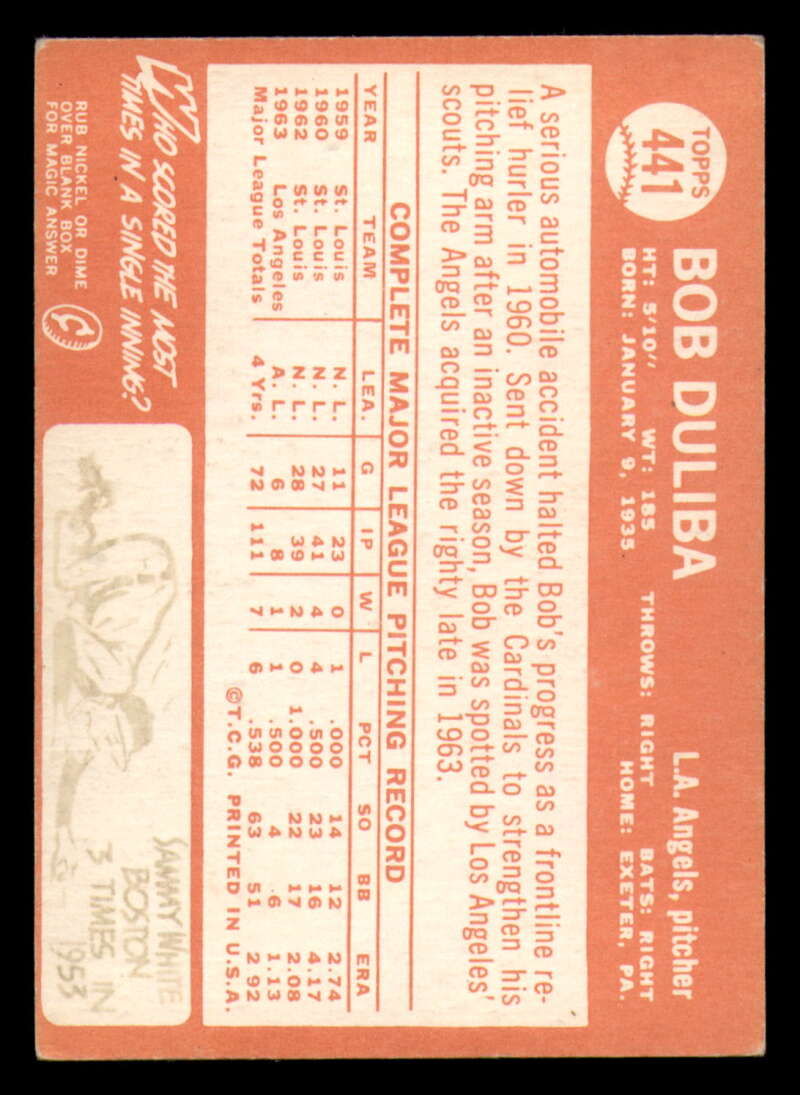 TOPPS
441
BOB DULIBA
L.A. Angels, pitcher
HT: 5'10" WT: 185 THROWS: RIGHT BATS: RIGHT
BORN: JANUARY 9, 1935 HOME: EXETER, PA.
A serious automobile accident halted Bob's progress as a frontline re-
lief hurler in 1960. Sent down by the Cardinals to strengthen his
pitching arm after an inactive season, Bob was spotted by Los Angeles'
scouts. The Angels acquired the righty late in 1963.
COMPLETE MAJOR LEAGUE PITCHING RECORD
YEAR TEAM LEA. G IP W L PCT SO BB ERA
1959 St. Louis N. L. 11 23 0 1 .000 14 12 2.74
1960 St. Louis N. L. 27 41 4 4 .500 23 16 4.17
1962 St. Louis N. L. 28 39 2 0 1.000 22 17 2.08
1963 Los Angeles A. L. 6 8 1 1 .500 4 6 1.13
Major League Totals 4 Yrs. 72 111 7 6 .538 63 51 2.92
©T.C.G. PRINTED IN U.S.A.
WHO SCORED THE MOST
TIMES IN A SINGLE INNING?
RUB NICKEL OR DIME
OVER BLANK BOX
FOR MAGIC ANSWER
SAMMY WHITE
BOSTON
3 TIMES IN
1953